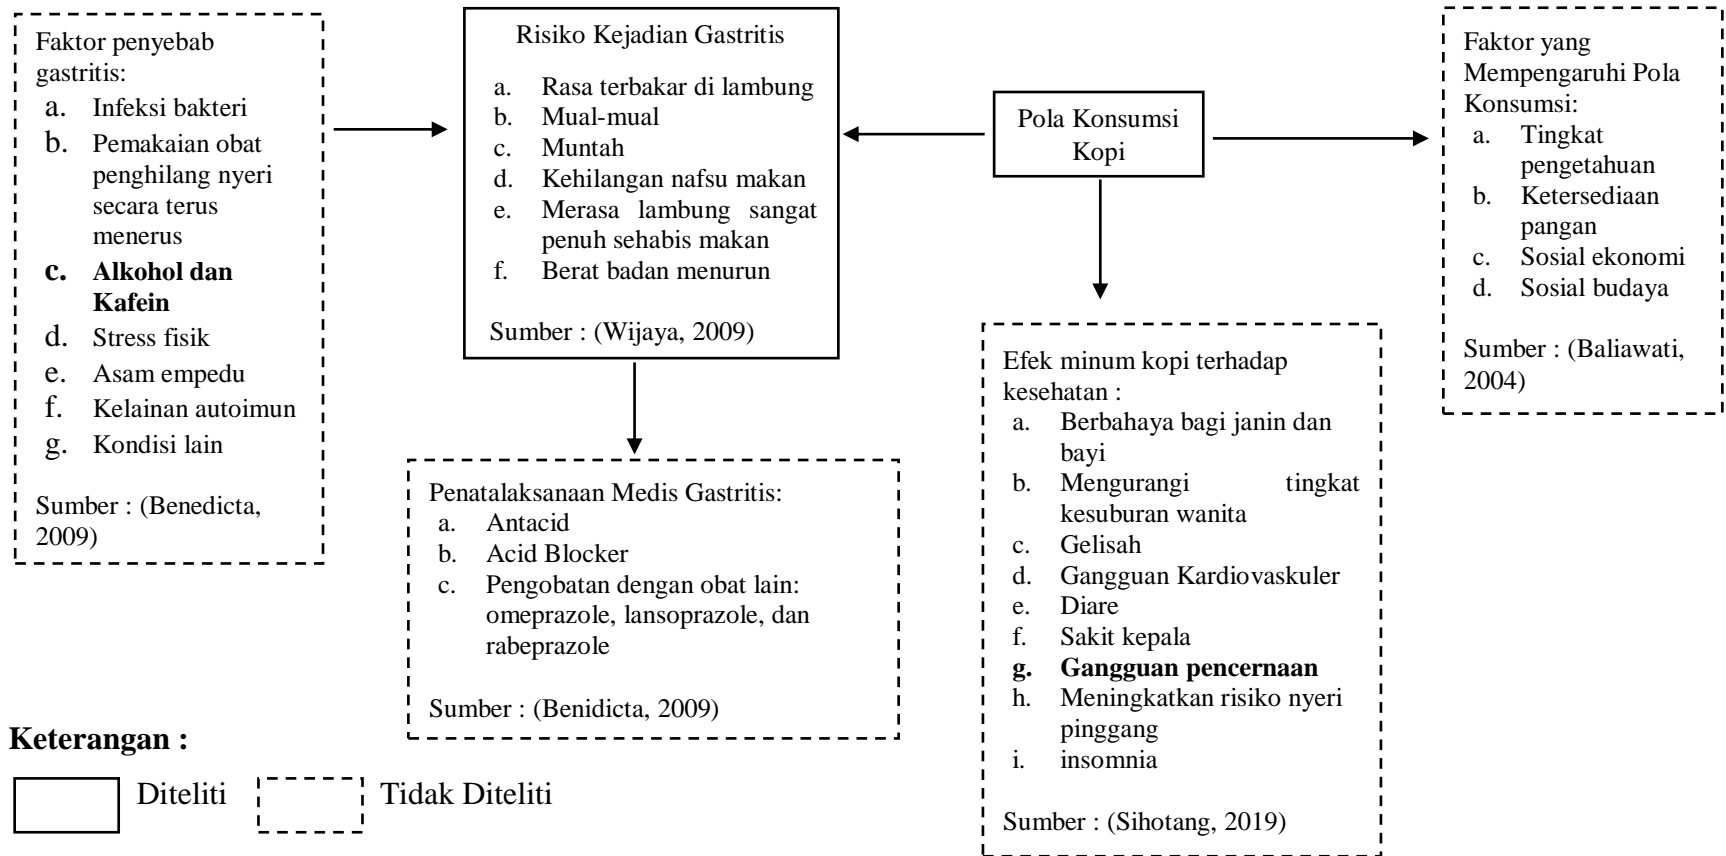 Faktor penyebab
gastritis:
a. Infeksi bakteri
b. Pemakaian obat
penghilang nyeri
secara terus
menerus
c. Alkohol dan
Kafein
d. Stress fisik
e. Asam empedu
f. Kelainan autoimun
g. Kondisi lain
Sumber : (Benedicta,
2009)
Risiko Kejadian Gastritis
a. Rasa terbakar di lambung
b. Mual-mual
c. Muntah
d. Kehilangan nafsu makan
e. Merasa lambung sangat
penuh sehabis makan
f. Berat badan menurun
Sumber : (Wijaya, 2009)
Pola Konsumsi
Kopi
Faktor yang
Mempengaruhi Pola
Konsumsi:
a. Tingkat
pengetahuan
b. Ketersediaan
pangan
c. Sosial ekonomi
d. Sosial budaya
Sumber : (Baliawati,
2004)
Penatalaksanaan Medis Gastritis:
a. Antacid
b. Acid Blocker
c. Pengobatan dengan obat lain:
omeprazole, lansoprazole, dan
rabeprazole
Sumber : (Benidicta, 2009)
Efek minum kopi terhadap
kesehatan :
a. Berbahaya bagi janin dan
bayi
b. Mengurangi tingkat
kesuburan wanita
c. Gelisah
d. Gangguan Kardiovaskuler
e. Diare
f. Sakit kepala
g. Gangguan pencernaan
h. Meningkatkan risiko nyeri
pinggang
i. insomnia
Sumber : (Sihotang, 2019)
Keterangan :
Diteliti
Tidak Diteliti